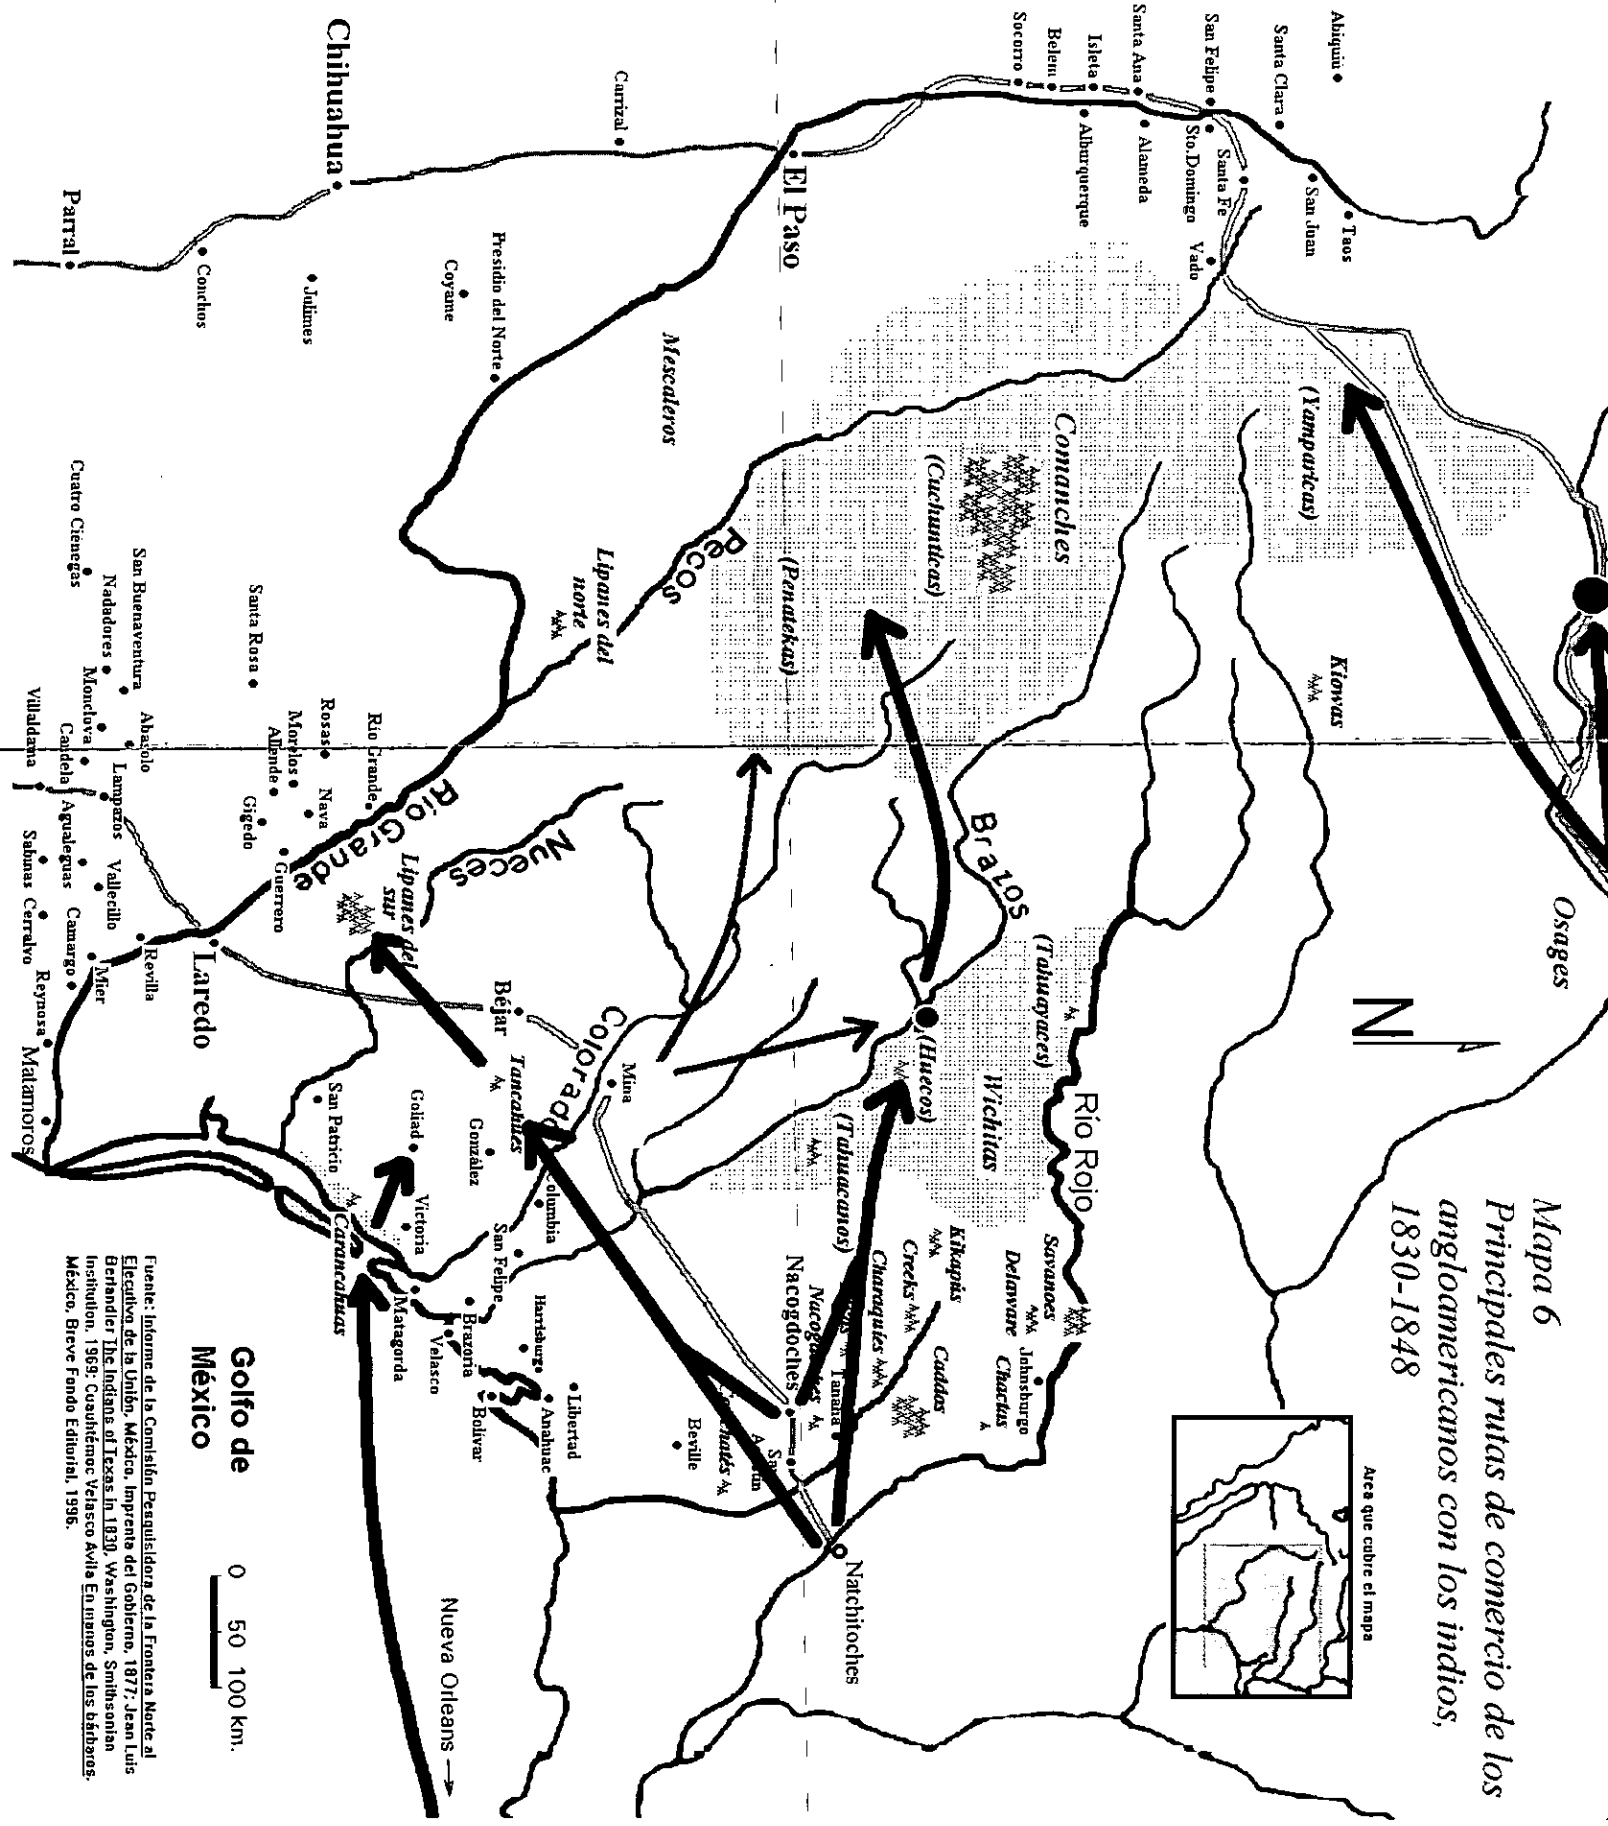 Mapa 6
Principales rutas de comercio de los
angloamericanos con los indios,
1830-1848
Area que cubre el mapa
N
Abiquiú
Taos
Santa Clara
San Juan
San Felipe
Santa Fe
Sto.Domingo
Vado
Santa Ana
Alameda
Isleta
Alburquerque
Belem
Socorro
El Paso
Carrizal
Chihuahua
Parral
Conchos
Julimes
Coyame
Presidio del Norte
Mescaleros
Comanches
(Yamparicas)
(Cuchunticas)
(Penatekas)
Kiowas
Osages
Pecos
Lipanes del
norte
Brazos
Río Rojo
(Tahuayaces)
Wichitas
(Huecos)
(Tahuacanos)
Kikapús
Creeks
Charaquíes
Savanoes
Delaware
Johnsburgo
Chactus
Caddos
Nacogdoches
Tanaha
Natchitoches
Beville
Cuatro Ciénegas
Nadadores
San Buenaventura
Santa Rosa
Monclova
Abasolo
Villaldama
Candela
Lampazos
Rosas
Morelos
Allende
Río Grande
Nava
Gigedo
Guerrero
Río Grande
Nueces
Lipanes del
sur
Sabinas
Agualeguas
Vallecillo
Cerralvo
Camargo
Mier
Revilla
Laredo
Reynosa
Matamoros
Béjar
Colorado
Mina
Tancahues
San Patricio
Goliad
González
Victoria
Columbia
San Felipe
Carancahuas
Matagorda
Velasco
Brazoria
Harrisburgo
Bolivar
Anahuac
Libertad
Nueva Orleans
Golfo de
México
0 50 100 km.
Fuente: Informe de la Comisión Pesquisidora de la Frontera Norte al
Ejecutivo de la Unión, México, Imprenta del Gobierno, 1877; Jean Luis
Berlandier The Indians of Texas in 1830, Washington, Smithsonian
Institution, 1969; Cuauhtémoc Velasco Avila En manos de los bárbaros,
México, Breve Fondo Editorial, 1996.